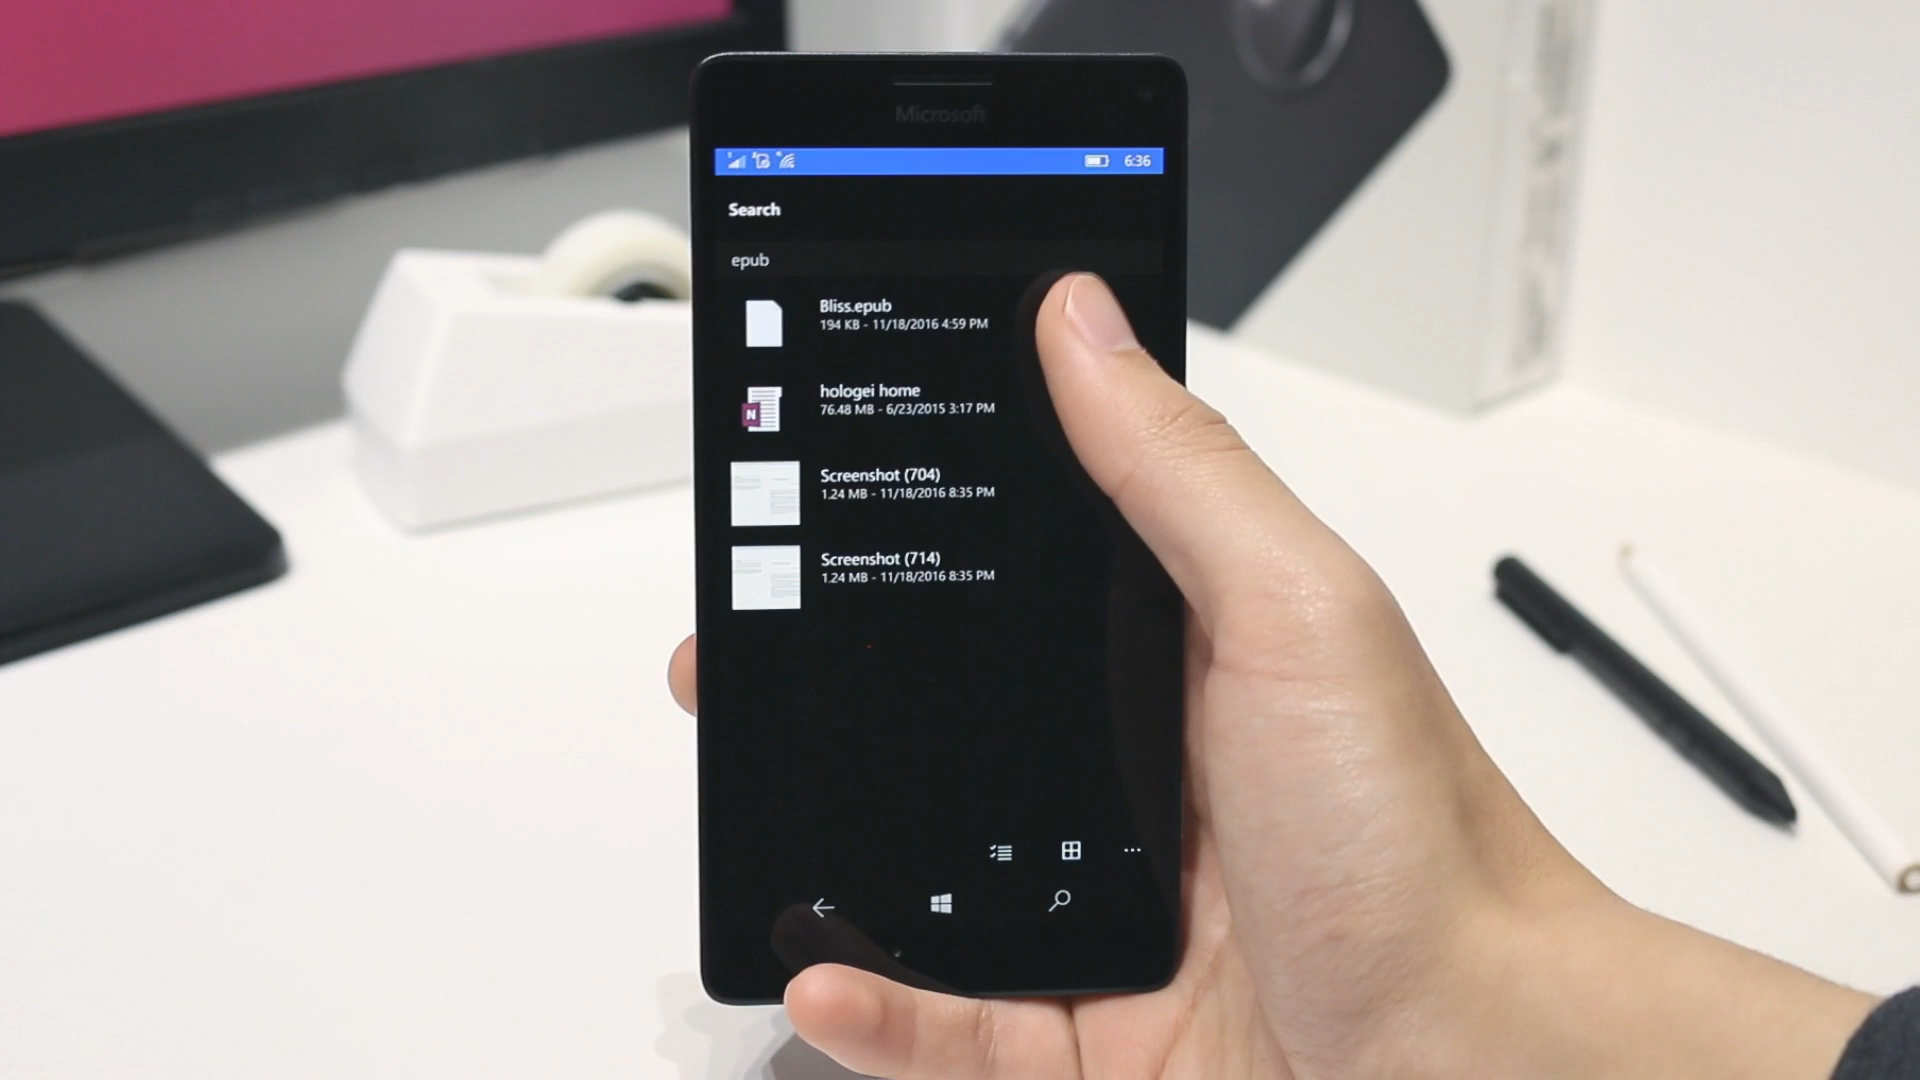 Microsoft
6:36
Search
epub
Bliss.epub
194 KB - 11/18/2016 4:59 PM
hologei home
76.48 MB - 6/23/2015 3:17 PM
N
Screenshot (704)
1.24 MB - 11/18/2016 8:35 PM
Screenshot (714)
1.24 MB - 11/18/2016 8:35 PM